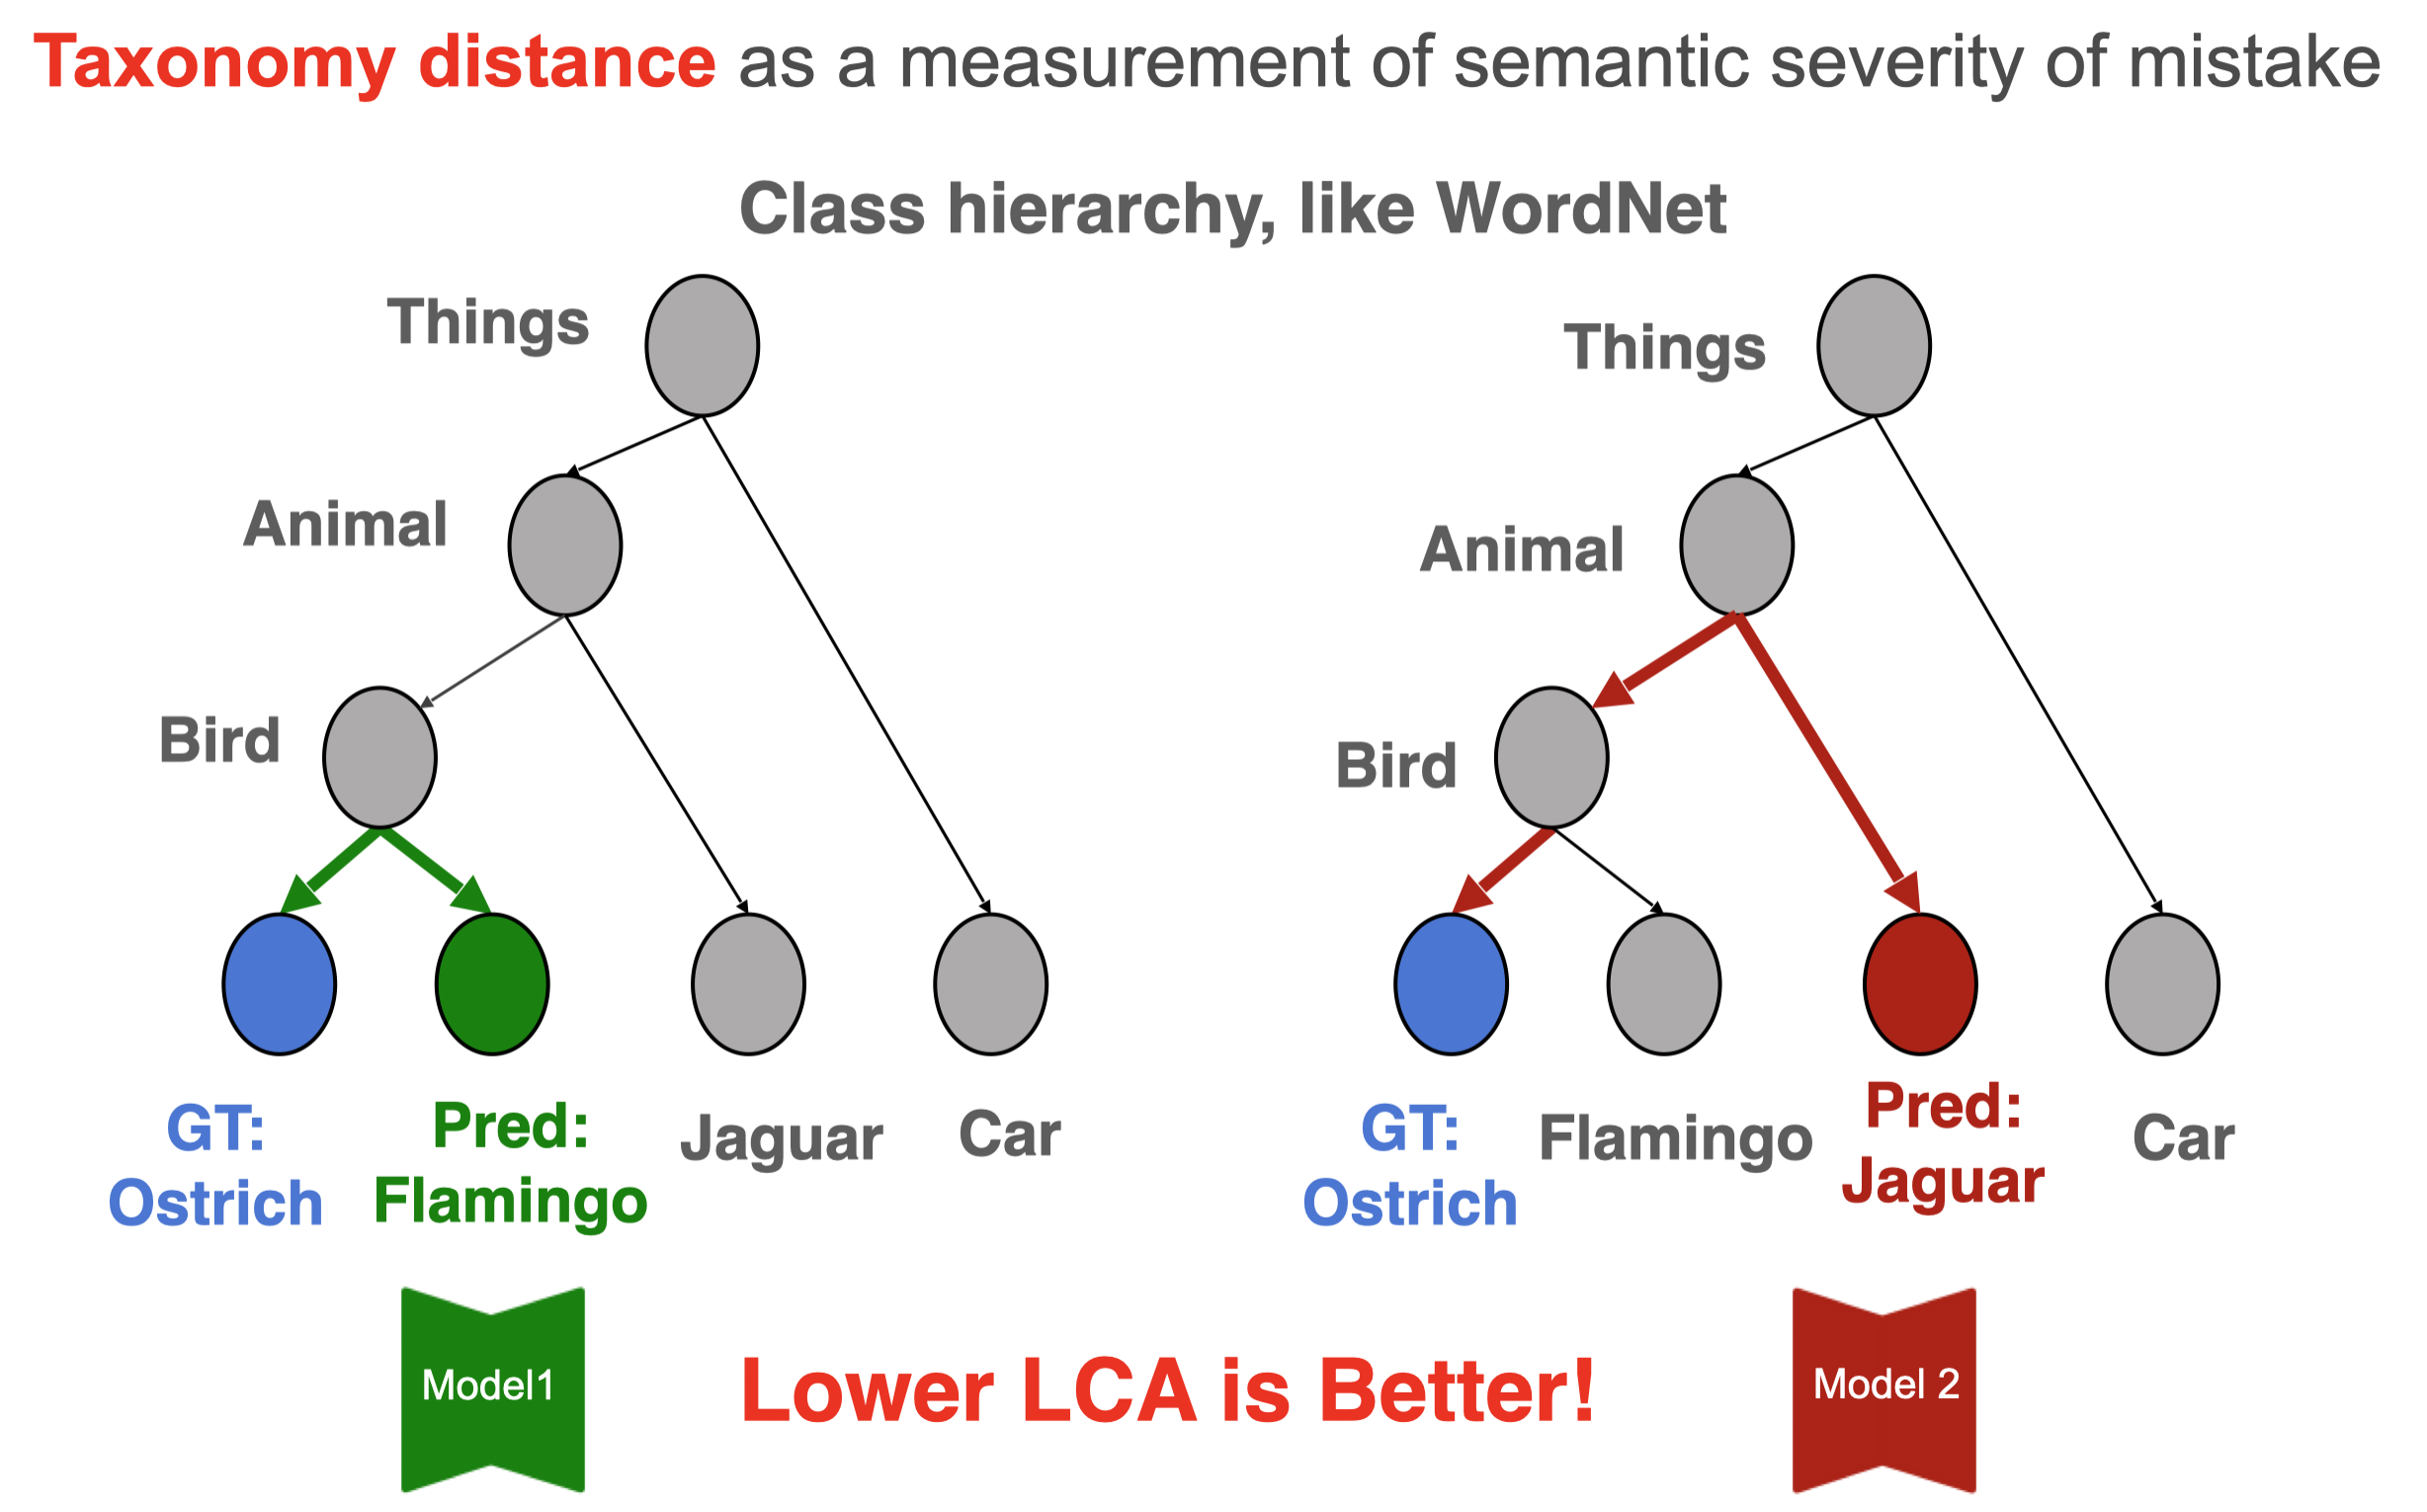 Taxonomy distance as a measurement of semantic severity of mistake
Class hierarchy, like WordNet
Things
Animal
Bird
GT:
Ostrich
Pred:
Flamingo
Jaguar
Car
Things
Animal
Bird
GT:
Ostrich
Flamingo
Pred:
Jaguar
Car
Model1
Lower LCA is Better!
Model 2